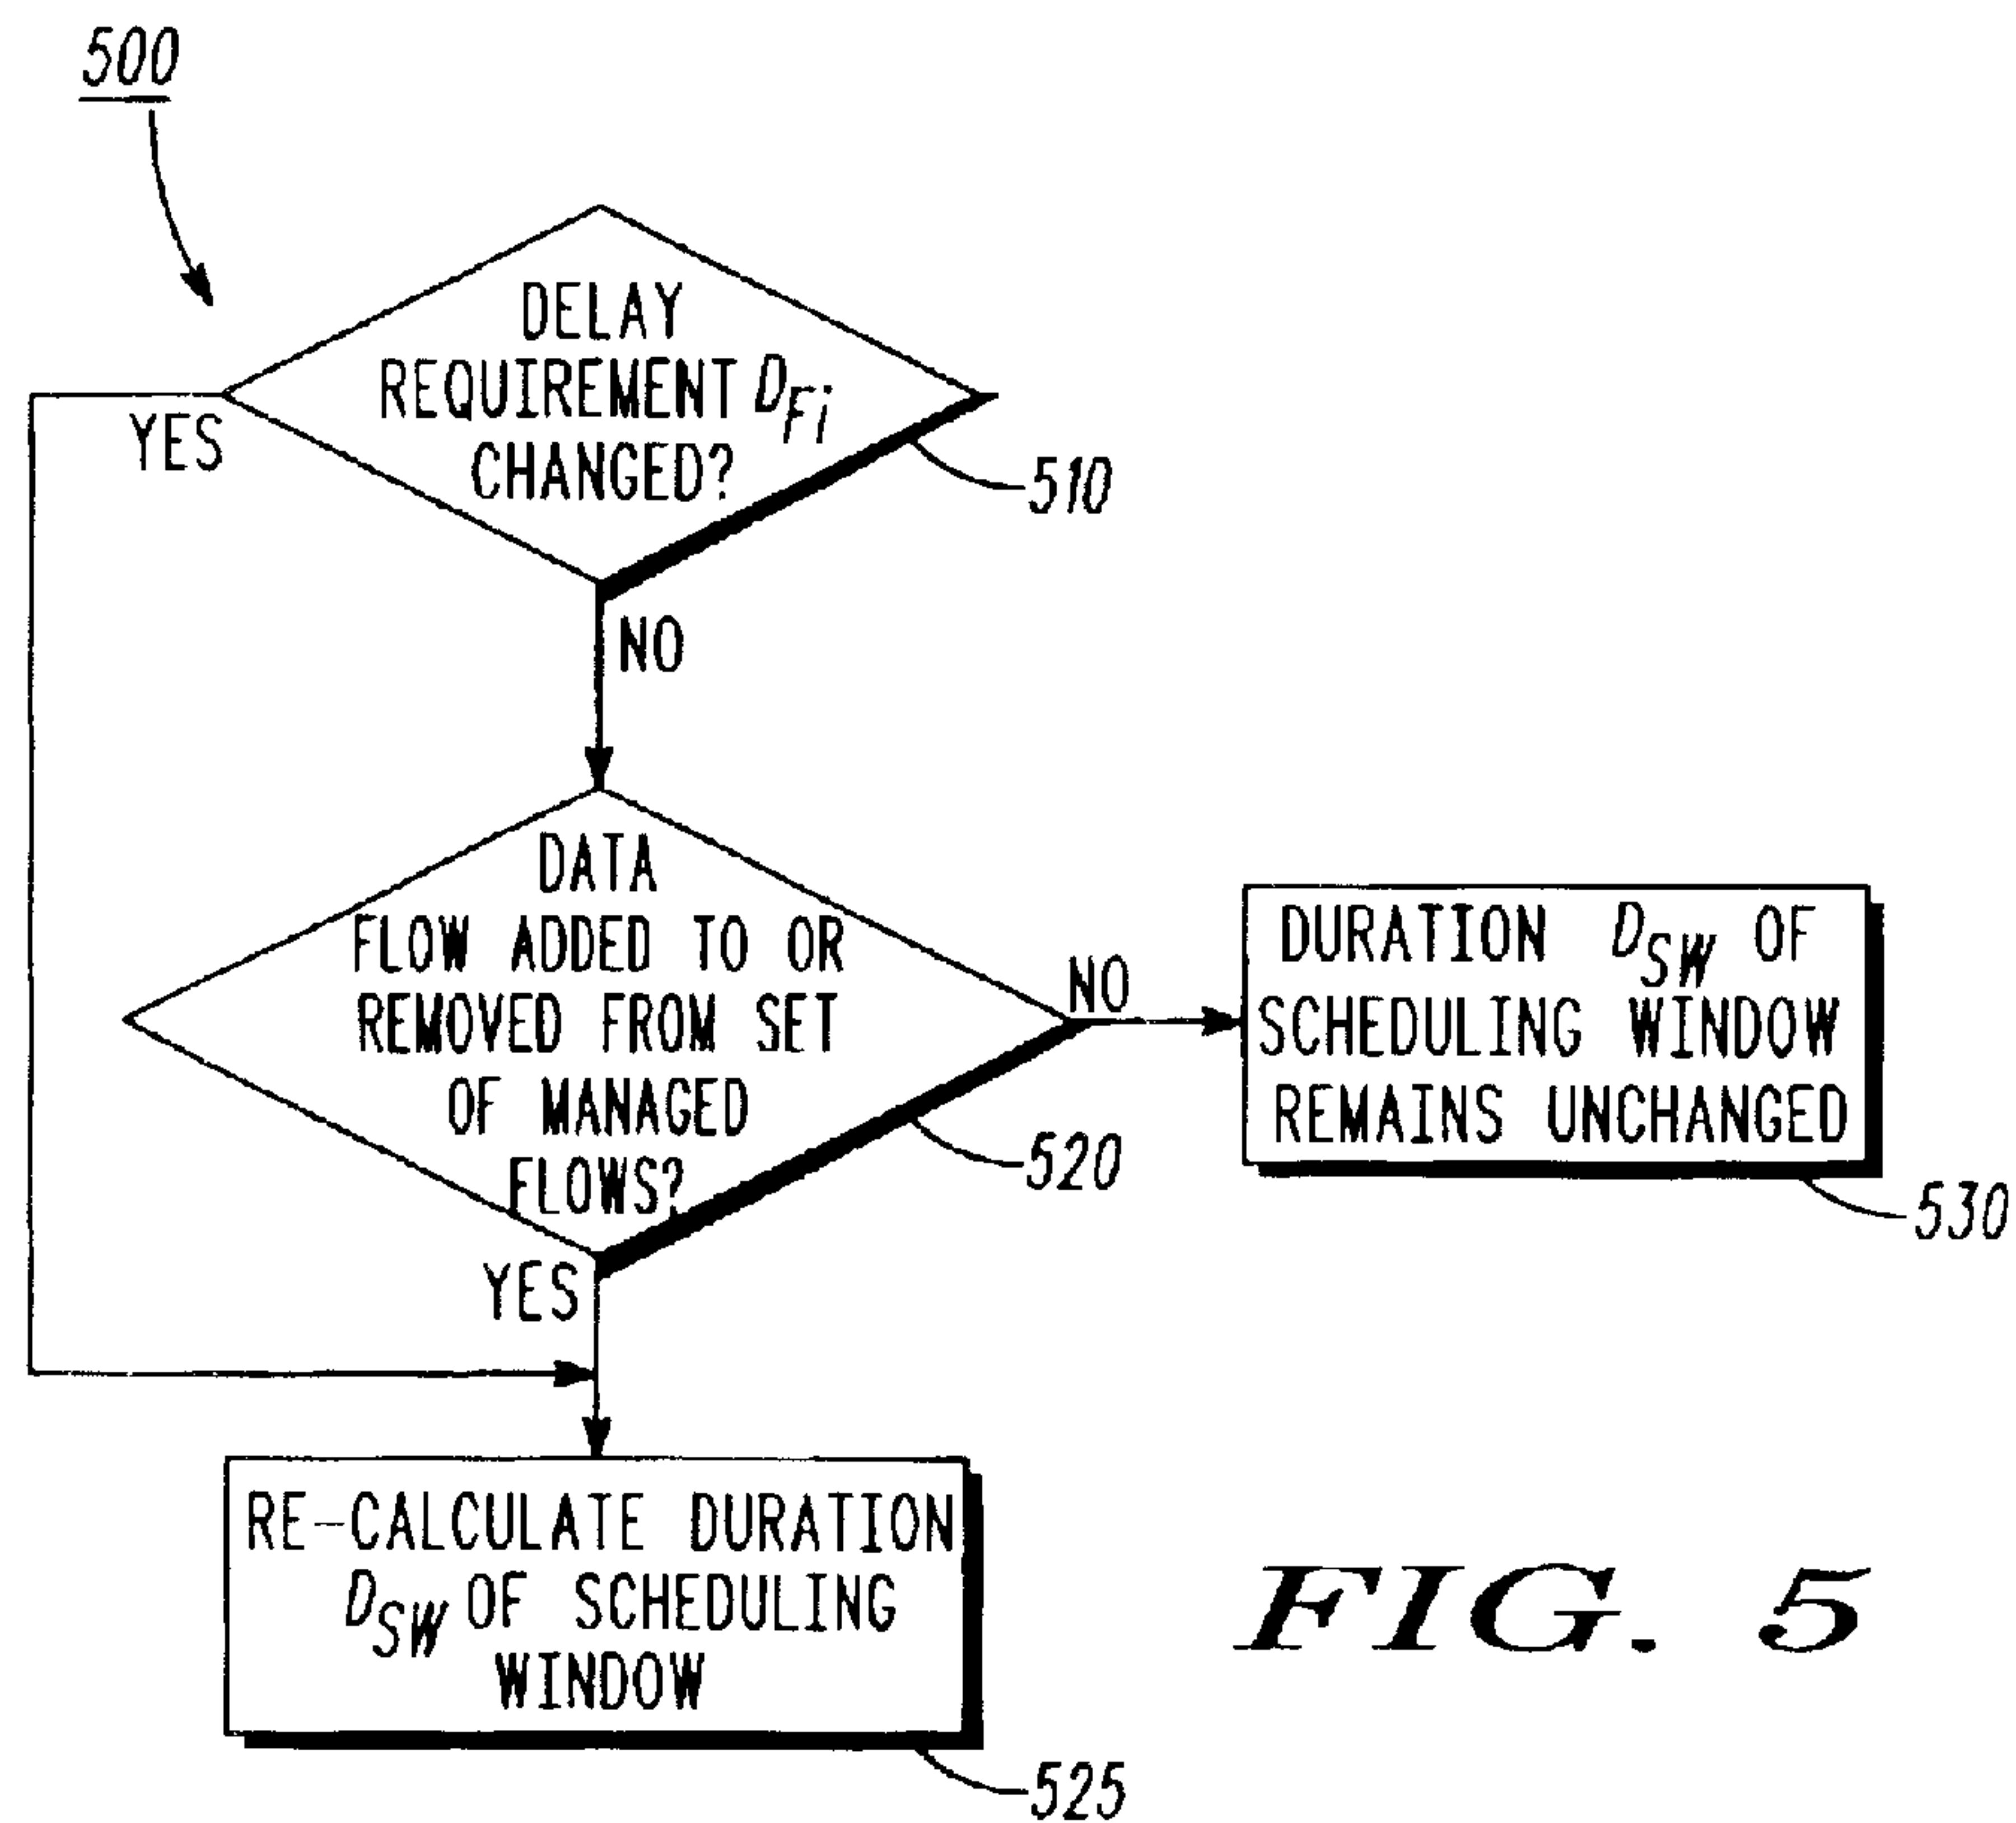 500
DELAY
REQUIREMENT D_Fi
CHANGED?
YES
510
NO
DATA
FLOW ADDED TO OR
REMOVED FROM SET
OF MANAGED
FLOWS?
NO
520
YES
DURATION D_SW OF
SCHEDULING WINDOW
REMAINS UNCHANGED
530
RE-CALCULATE DURATION
D_SW OF SCHEDULING
WINDOW
525
FIG. 5